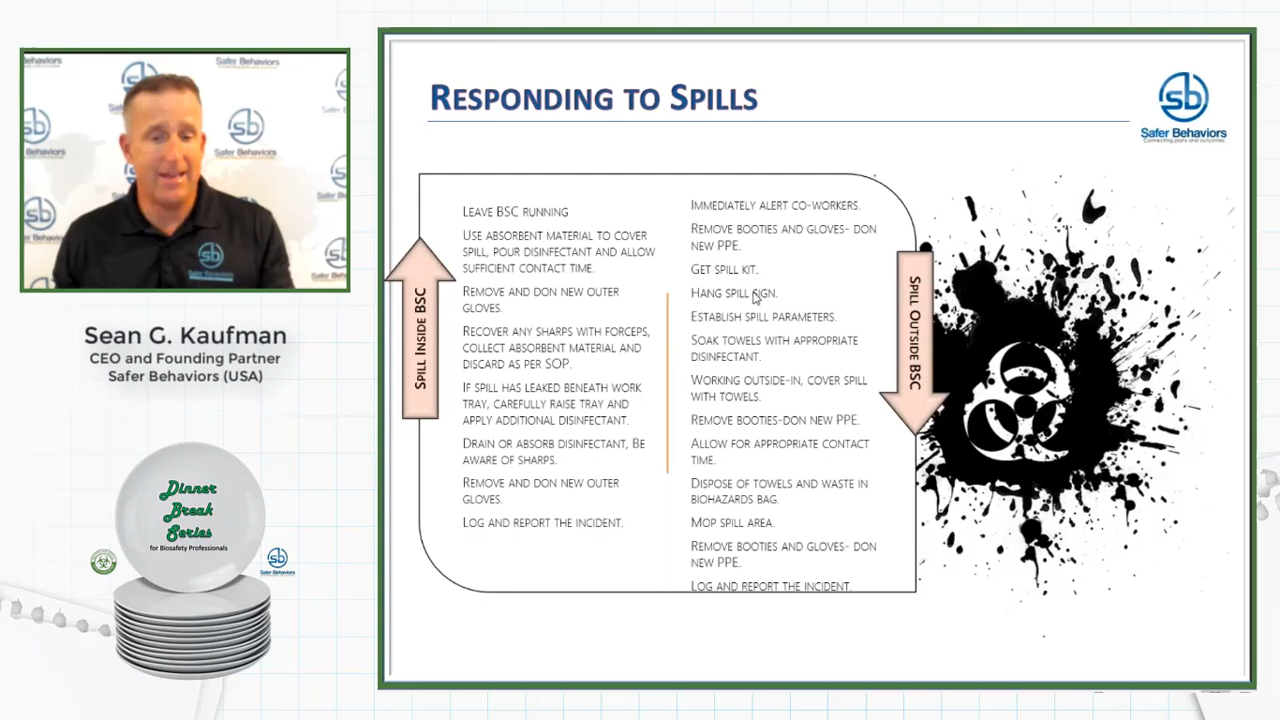 Responding to Spills
sb
Safer Behaviors
Connecting plans and outcomes
Leave BSC running
Use absorbent material to cover
spill, pour disinfectant and allow
sufficient contact time.
Remove and don new outer
gloves.
Recover any sharps with forceps,
collect absorbent material and
discard as per SOP.
If spill has leaked beneath work
tray, carefully raise tray and
apply additional disinfectant.
Drain or absorb disinfectant, Be
aware of sharps.
Remove and don new outer
gloves.
Log and report the incident.
Spill Inside BSC
Immediately alert co-workers.
Remove booties and gloves- don
new PPE.
Get spill kit.
Hang spill sign.
Establish spill parameters.
Soak towels with appropriate
disinfectant.
Working outside-in, cover spill
with towels.
Remove booties-don new PPE.
Allow for appropriate contact
time.
Dispose of towels and waste in
biohazards bag.
Mop spill area.
Remove booties and gloves- don
new PPE.
Log and report the incident.
Spill Outside BSC
Safer Behaviors
sb
sb
Sean G. Kaufman
CEO and Founding Partner
Safer Behaviors (USA)
Dinner
Break
Series
for Biosafety Professionals
sb
Safer Behaviors